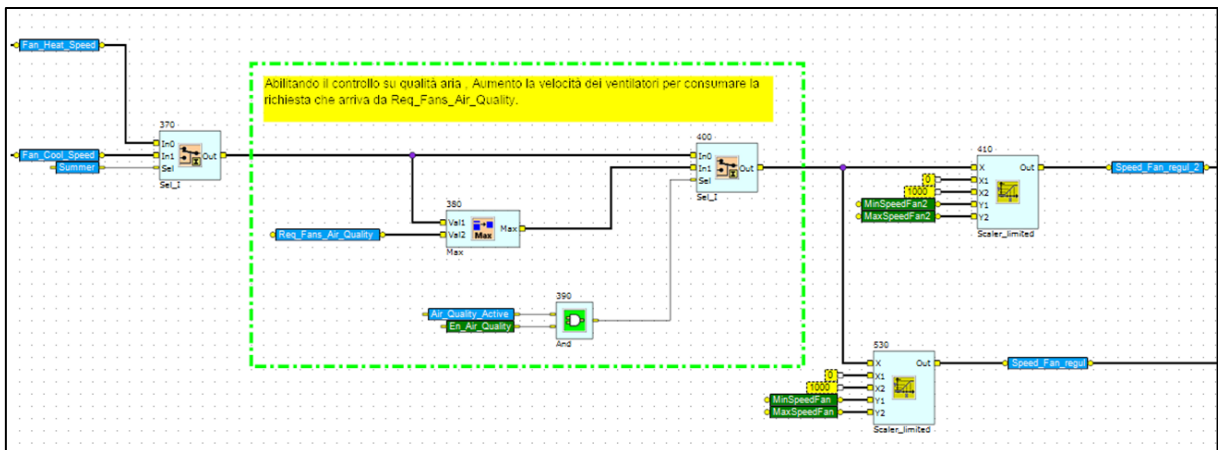 Fan_Heat_Speed
Abilitando il controllo su qualità aria , Aumento la velocità dei ventilatori per consumare la
richiesta che arriva da Req_Fans_Air_Quality.
370
In0
Fan_Cool_Speed
In1
Out
Summer
Sel
Sel_I
400
In0
In1
Out
Sel
Sel_I
410
X
Out
Speed_Fan_regul_2
0
X1
1000
X2
MinSpeedFan2
Y1
MaxSpeedFan2
Y2
Scaler_limited
380
Val1
Max
Max
Req_Fans_Air_Quality
Val2
Max
390
Air_Quality_Active
En_Air_Quality
And
530
X
Out
Speed_Fan_regul
0
X1
1000
X2
MinSpeedFan
Y1
MaxSpeedFan
Y2
Scaler_limited